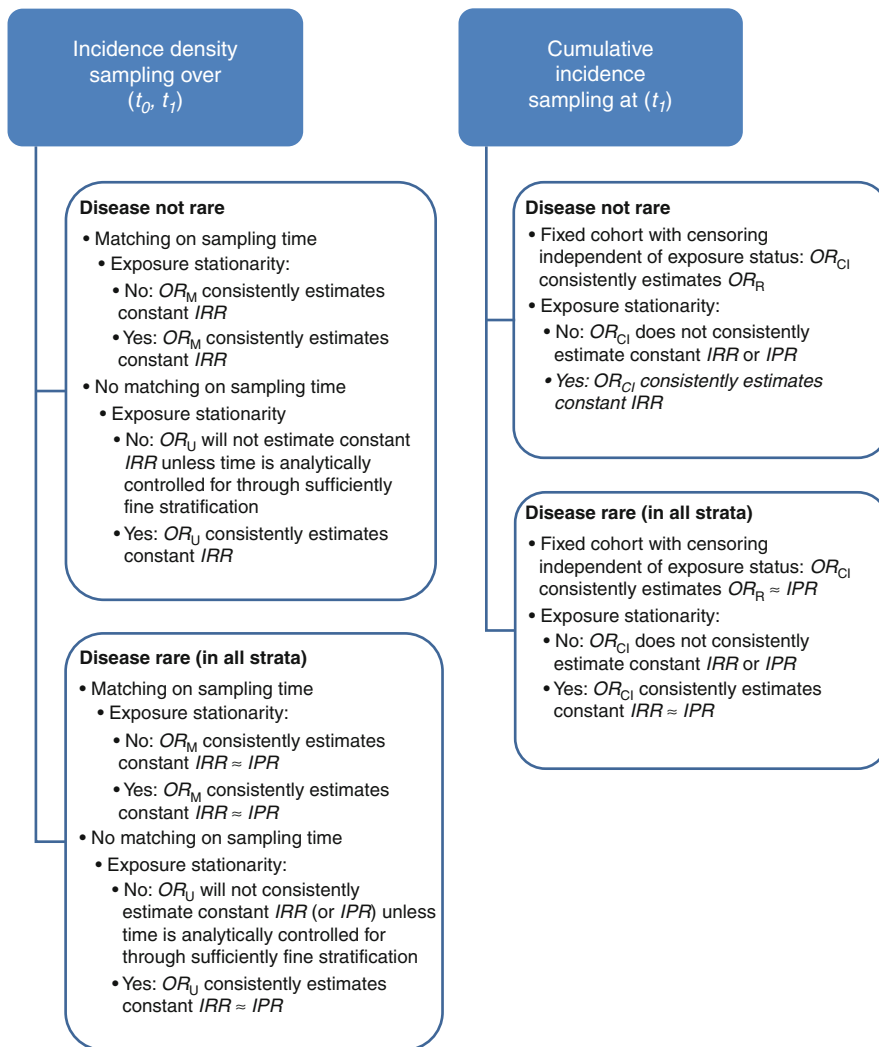 Incidence density
sampling over
(t0, t1)
Disease not rare
• Matching on sampling time
• Exposure stationarity:
• No: ORM consistently estimates
constant IRR
• Yes: ORM consistently estimates
constant IRR
• No matching on sampling time
• Exposure stationarity
• No: ORU will not estimate constant
IRR unless time is analytically
controlled for through sufficiently
fine stratification
• Yes: ORU consistently estimates
constant IRR
Disease rare (in all strata)
• Matching on sampling time
• Exposure stationarity:
• No: ORM consistently estimates
constant IRR ≈ IPR
• Yes: ORM consistently estimates
constant IRR ≈ IPR
• No matching on sampling time
• Exposure stationarity:
• No: ORU will not consistently
estimate constant IRR (or IPR) unless
time is analytically controlled for
through sufficiently fine stratification
• Yes: ORU consistently estimates
constant IRR ≈ IPR
Cumulative
incidence
sampling at (t1)
Disease not rare
• Fixed cohort with censoring
independent of exposure status: ORCI
consistently estimates ORR
• Exposure stationarity:
• No: ORCI does not consistently
estimate constant IRR or IPR
• Yes: ORCI consistently estimates
constant IRR
Disease rare (in all strata)
• Fixed cohort with censoring
independent of exposure status: ORCI
consistently estimates ORR ≈ IPR
• Exposure stationarity:
• No: ORCI does not consistently
estimate constant IRR or IPR
• Yes: ORCI consistently estimates
constant IRR ≈ IPR